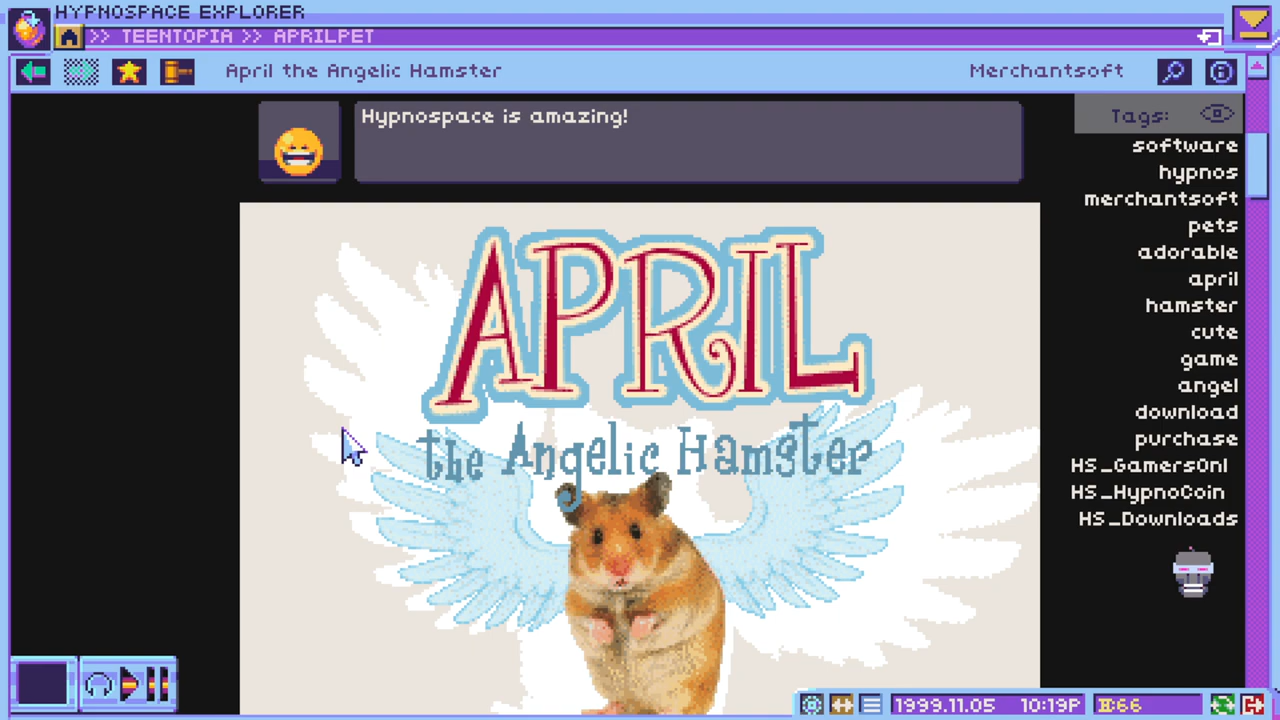 HYPNOSPACE EXPLORER
>> TEENTOPIA >> APRILPET
April the Angelic Hamster
Merchantsoft
Hypnospace is amazing!
Tags:
software
hypnos
merchantsoft
pets
adorable
april
hamster
cute
game
angel
download
purchase
HS_GamersOnl
HS_HypnoCoin
HS_Downloads
APRIL
the Angelic Hamster
1999.11.05 10:19P
66